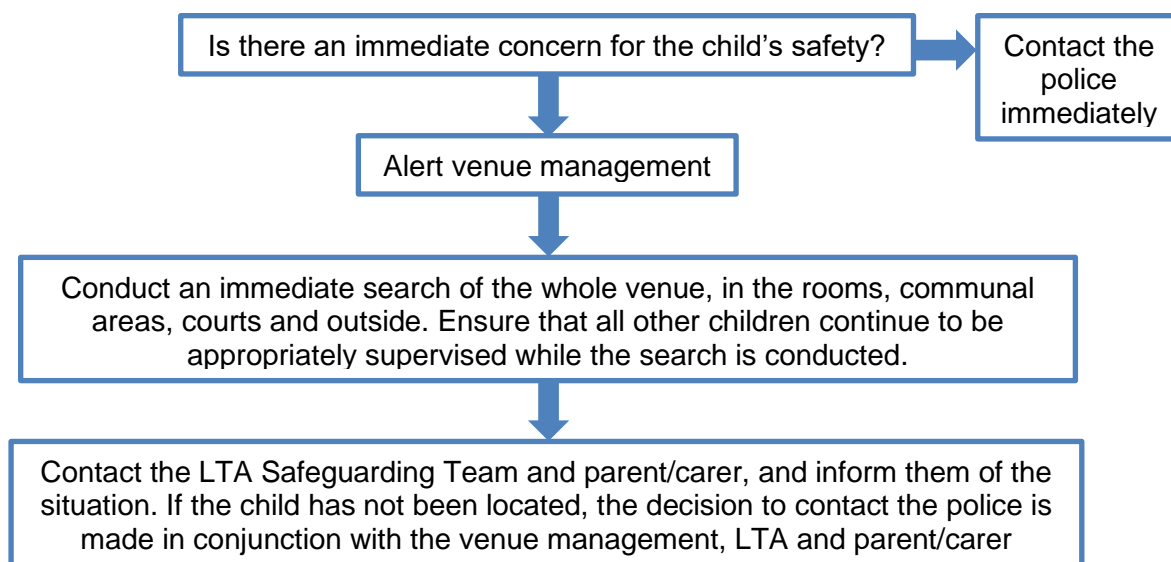 Is there an immediate concern for the child’s safety?
Contact the
police
immediately
Alert venue management
Conduct an immediate search of the whole venue, in the rooms, communal
areas, courts and outside. Ensure that all other children continue to be
appropriately supervised while the search is conducted.
Contact the LTA Safeguarding Team and parent/carer, and inform them of the
situation. If the child has not been located, the decision to contact the police is
made in conjunction with the venue management, LTA and parent/carer